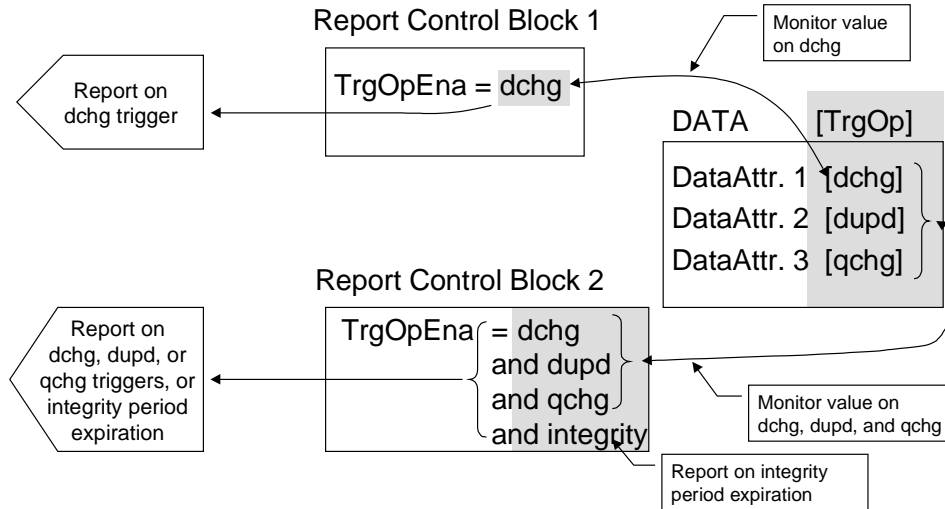 Report Control Block 1
Monitor value
on dchg
Report on
dchg trigger
TrgOpEna = dchg
DATA [TrgOp]
DataAttr. 1 [dchg]
DataAttr. 2 [dupd]
DataAttr. 3 [qchg]
Report Control Block 2
Report on
dchg, dupd, or
qchg triggers, or
integrity period
expiration
TrgOpEna = dchg
and dupd
and qchg
and integrity
Monitor value on
dchg, dupd, and qchg
Report on integrity
period expiration